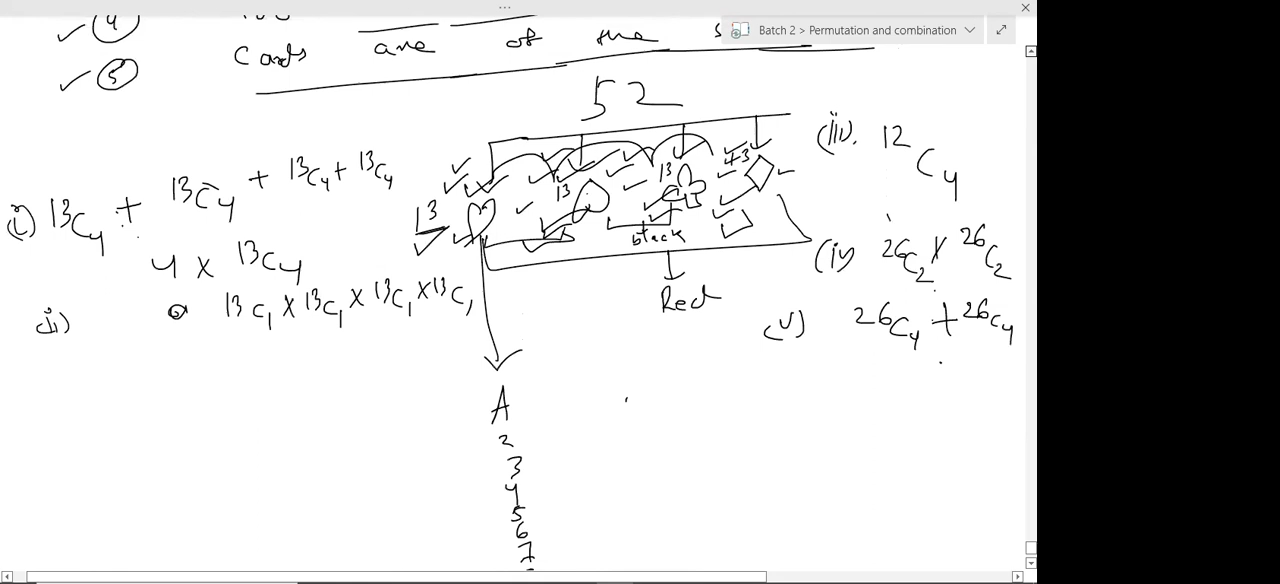 Batch 2 > Permutation and combination
(4)
Cards are of the s
(5)
52
(i) 13C4 + 13C4 + 13C4 + 13C4
4 × 13C4
(ii) 13C1 × 13C1 × 13C1 × 13C1
13 13 13 13
black
Red
(iii). 12C4
(iv) 26C2 × 26C2
(v) 26C4 + 26C4
A
2
3
4
5
6
7